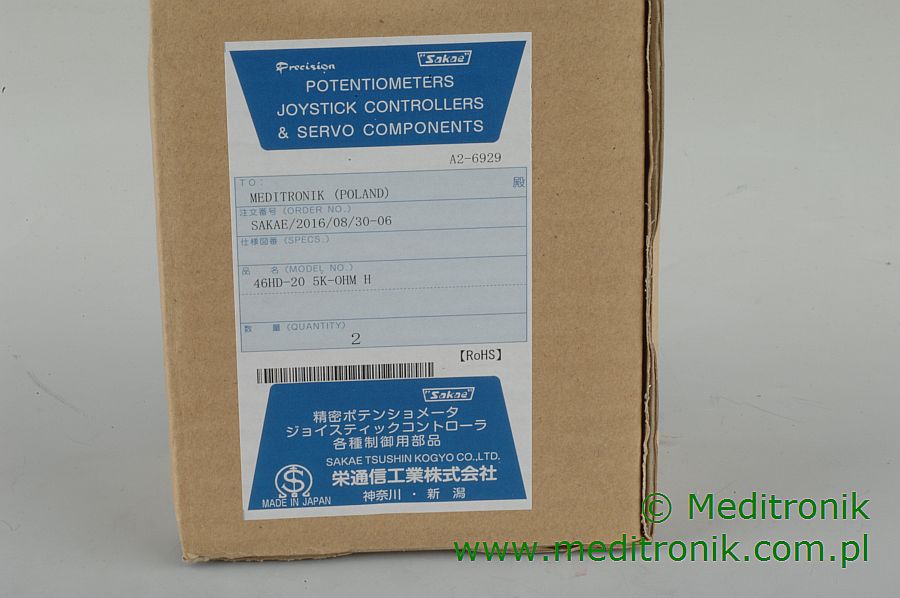 Precision "Sakae"
POTENTIOMETERS
JOYSTICK CONTROLLERS
& SERVO COMPONENTS
A2-6929
TO:
MEDITRONIK (POLAND) 殿
注文番号 (ORDER NO.)
SAKAE/2016/08/30-06
仕様図番 (SPECS.)
品 名 (MODEL NO.)
46HD-20 5K-OHM H
数 量 (QUANTITY)
2
【RoHS】
"Sakae"
精密ポテンショメータ
ジョイスティックコントローラ
各種制御用部品
SAKAE TSUSHIN KOGYO CO.,LTD.
栄通信工業株式会社
MADE IN JAPAN
神奈川・新潟
© Meditronik
www.meditronik.com.pl